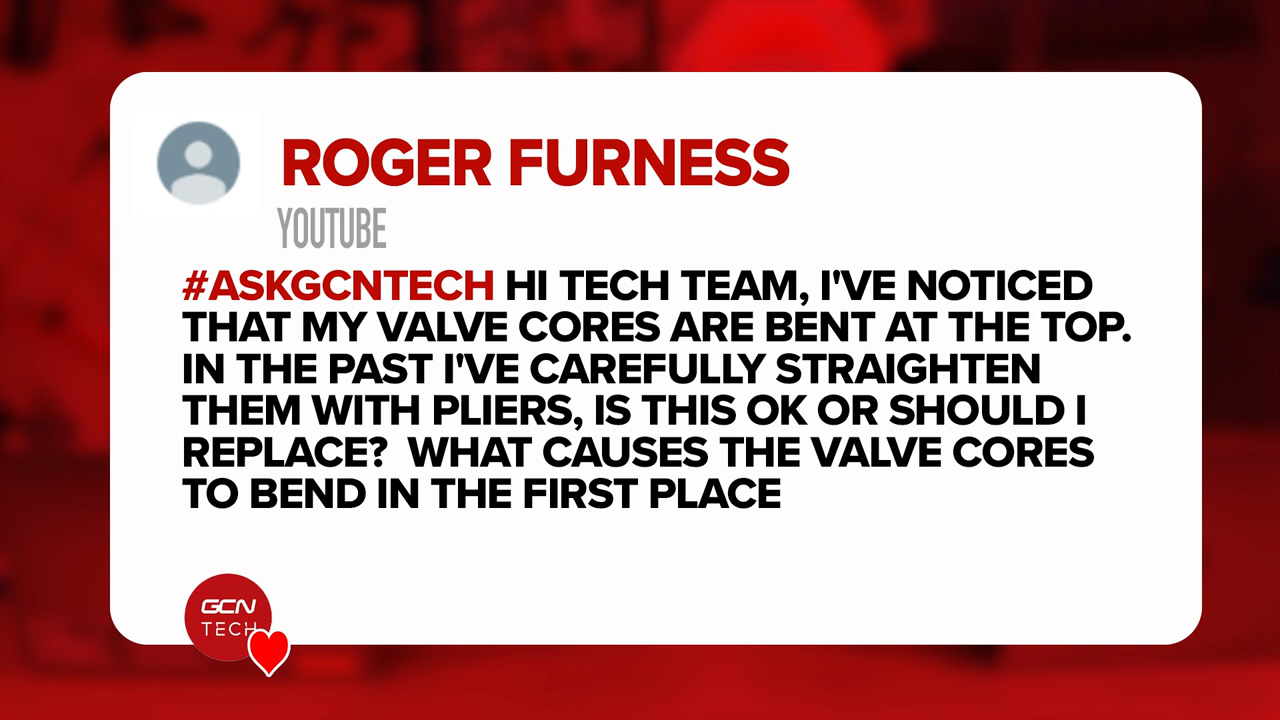 ROGER FURNESS
YOUTUBE
#ASKGCNTECH HI TECH TEAM, I'VE NOTICED
THAT MY VALVE CORES ARE BENT AT THE TOP.
IN THE PAST I'VE CAREFULLY STRAIGHTEN
THEM WITH PLIERS, IS THIS OK OR SHOULD I
REPLACE?  WHAT CAUSES THE VALVE CORES
TO BEND IN THE FIRST PLACE
GCN
TECH